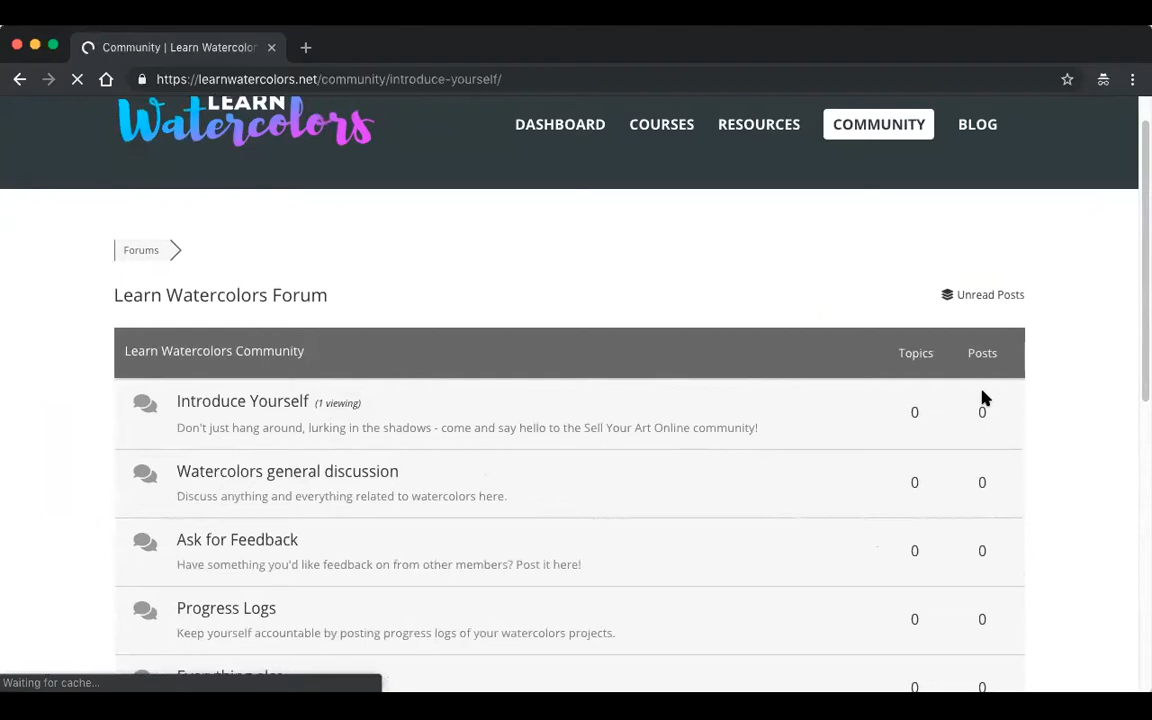 Community | Learn Watercolor
https://learnwatercolors.net/community/introduce-yourself/
LEARN
Watercolors
DASHBOARD COURSES RESOURCES COMMUNITY BLOG
Forums
Learn Watercolors Forum
Unread Posts
Learn Watercolors Community Topics Posts
Introduce Yourself (1 viewing) 0 0
Don't just hang around, lurking in the shadows - come and say hello to the Sell Your Art Online community!
Watercolors general discussion 0 0
Discuss anything and everything related to watercolors here.
Ask for Feedback 0 0
Have something you'd like feedback on from other members? Post it here!
Progress Logs 0 0
Keep yourself accountable by posting progress logs of your watercolors projects.
Everything else 0 0
Waiting for cache...